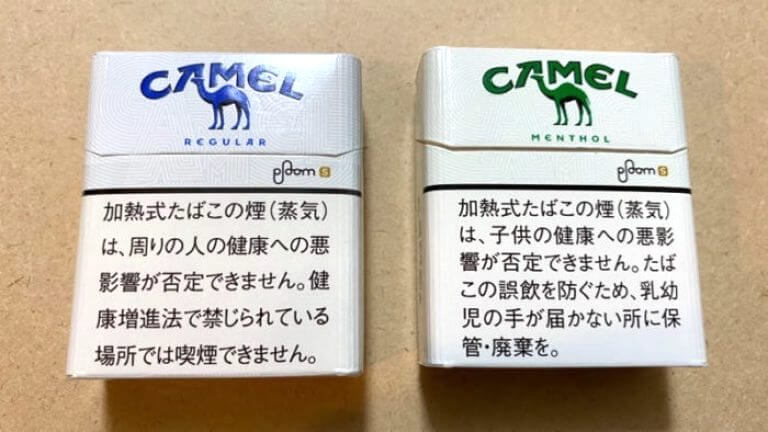 CAMEL
REGULAR
ploom S
加熱式たばこの煙(蒸気)
は、周りの人の健康への悪
影響が否定できません。健
康増進法で禁じられている
場所では喫煙できません。
CAMEL
MENTHOL
ploom S
加熱式たばこの煙(蒸気)
は、子供の健康への悪影
響が否定できません。たば
この誤飲を防ぐため、乳幼
児の手が届かない所に保
管・廃棄を。